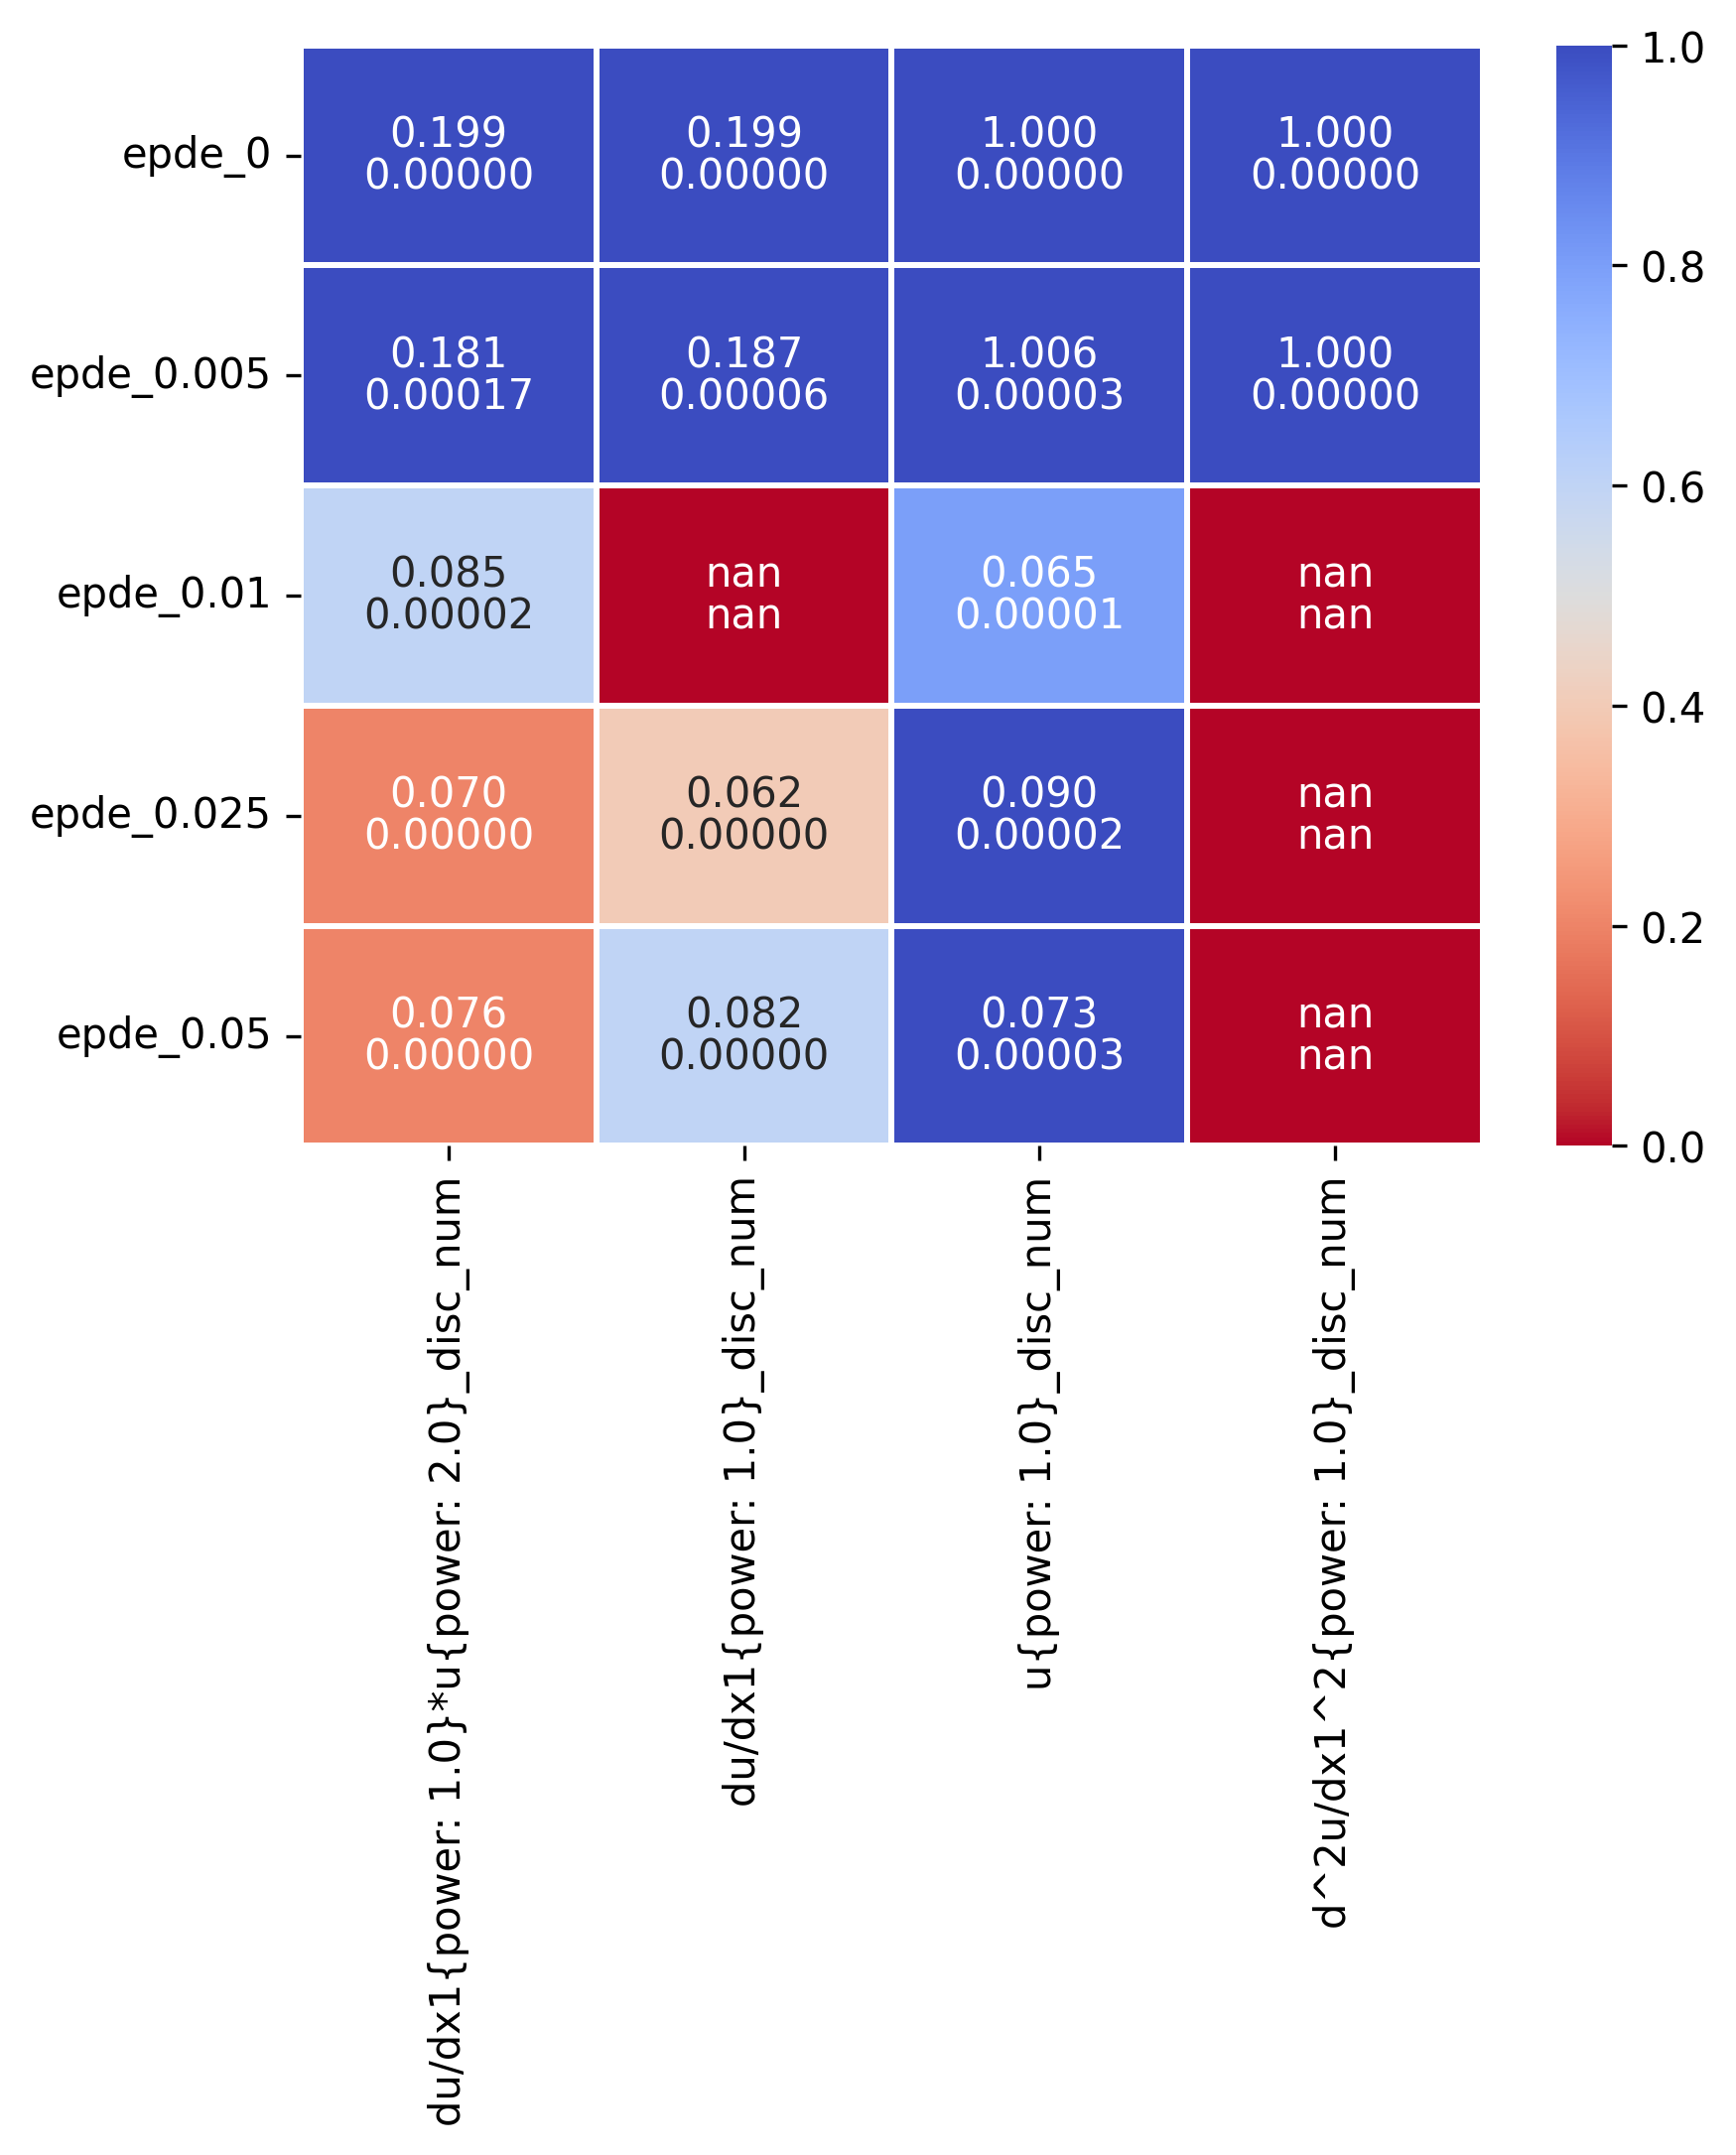 epde_0
0.199
0.00000
0.199
0.00000
1.000
0.00000
1.000
0.00000
epde_0.005
0.181
0.00017
0.187
0.00006
1.006
0.00003
1.000
0.00000
epde_0.01
0.085
0.00002
nan
nan
0.065
0.00001
nan
nan
epde_0.025
0.070
0.00000
0.062
0.00000
0.090
0.00002
nan
nan
epde_0.05
0.076
0.00000
0.082
0.00000
0.073
0.00003
nan
nan
du/dx1{power: 1.0}*u{power: 2.0}_disc_num
du/dx1{power: 1.0}_disc_num
u{power: 1.0}_disc_num
d^2u/dx1^2{power: 1.0}_disc_num
1.0
0.8
0.6
0.4
0.2
0.0